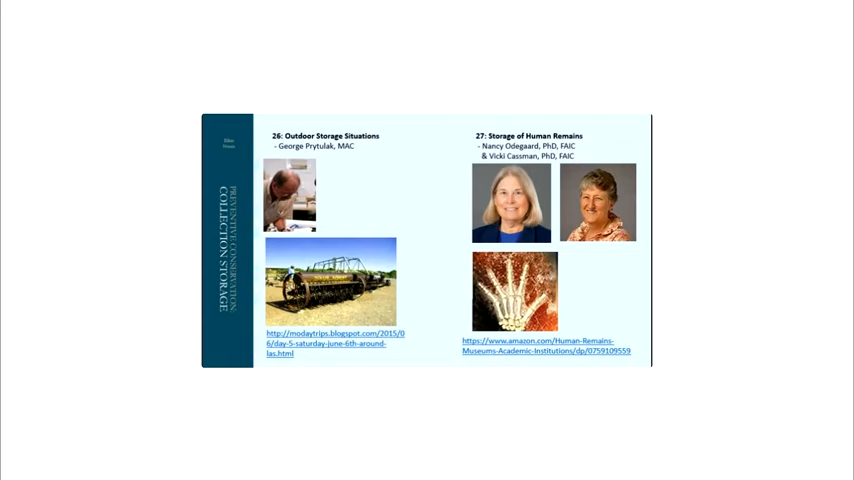 PREVENTIVE CONSERVATION:
COLLECTION STORAGE
26: Outdoor Storage Situations
- George Prytulak, MAC
http://modaytrips.blogspot.com/2015/0
6/day-5-saturday-june-6th-around-
las.html
27: Storage of Human Remains
- Nancy Odegaard, PhD, FAIC
& Vicki Cassman, PhD, FAIC
https://www.amazon.com/Human-Remains-
Museums-Academic-Institutions/dp/0759109559